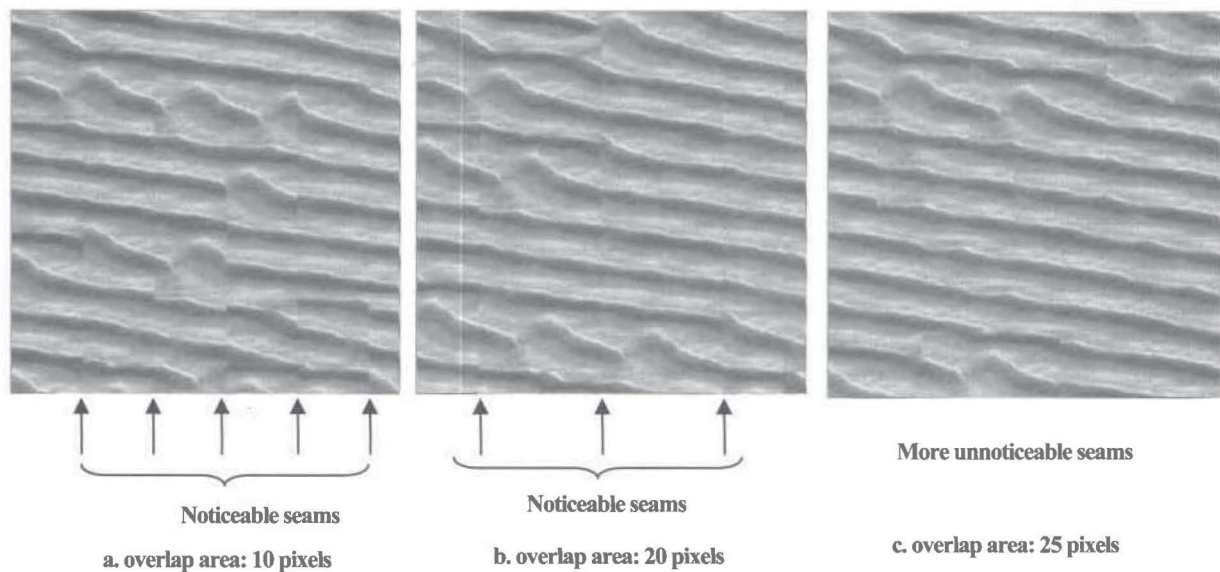 Noticeable seams
a. overlap area: 10 pixels
Noticeable seams
b. overlap area: 20 pixels
More unnoticeable seams
c. overlap area: 25 pixels